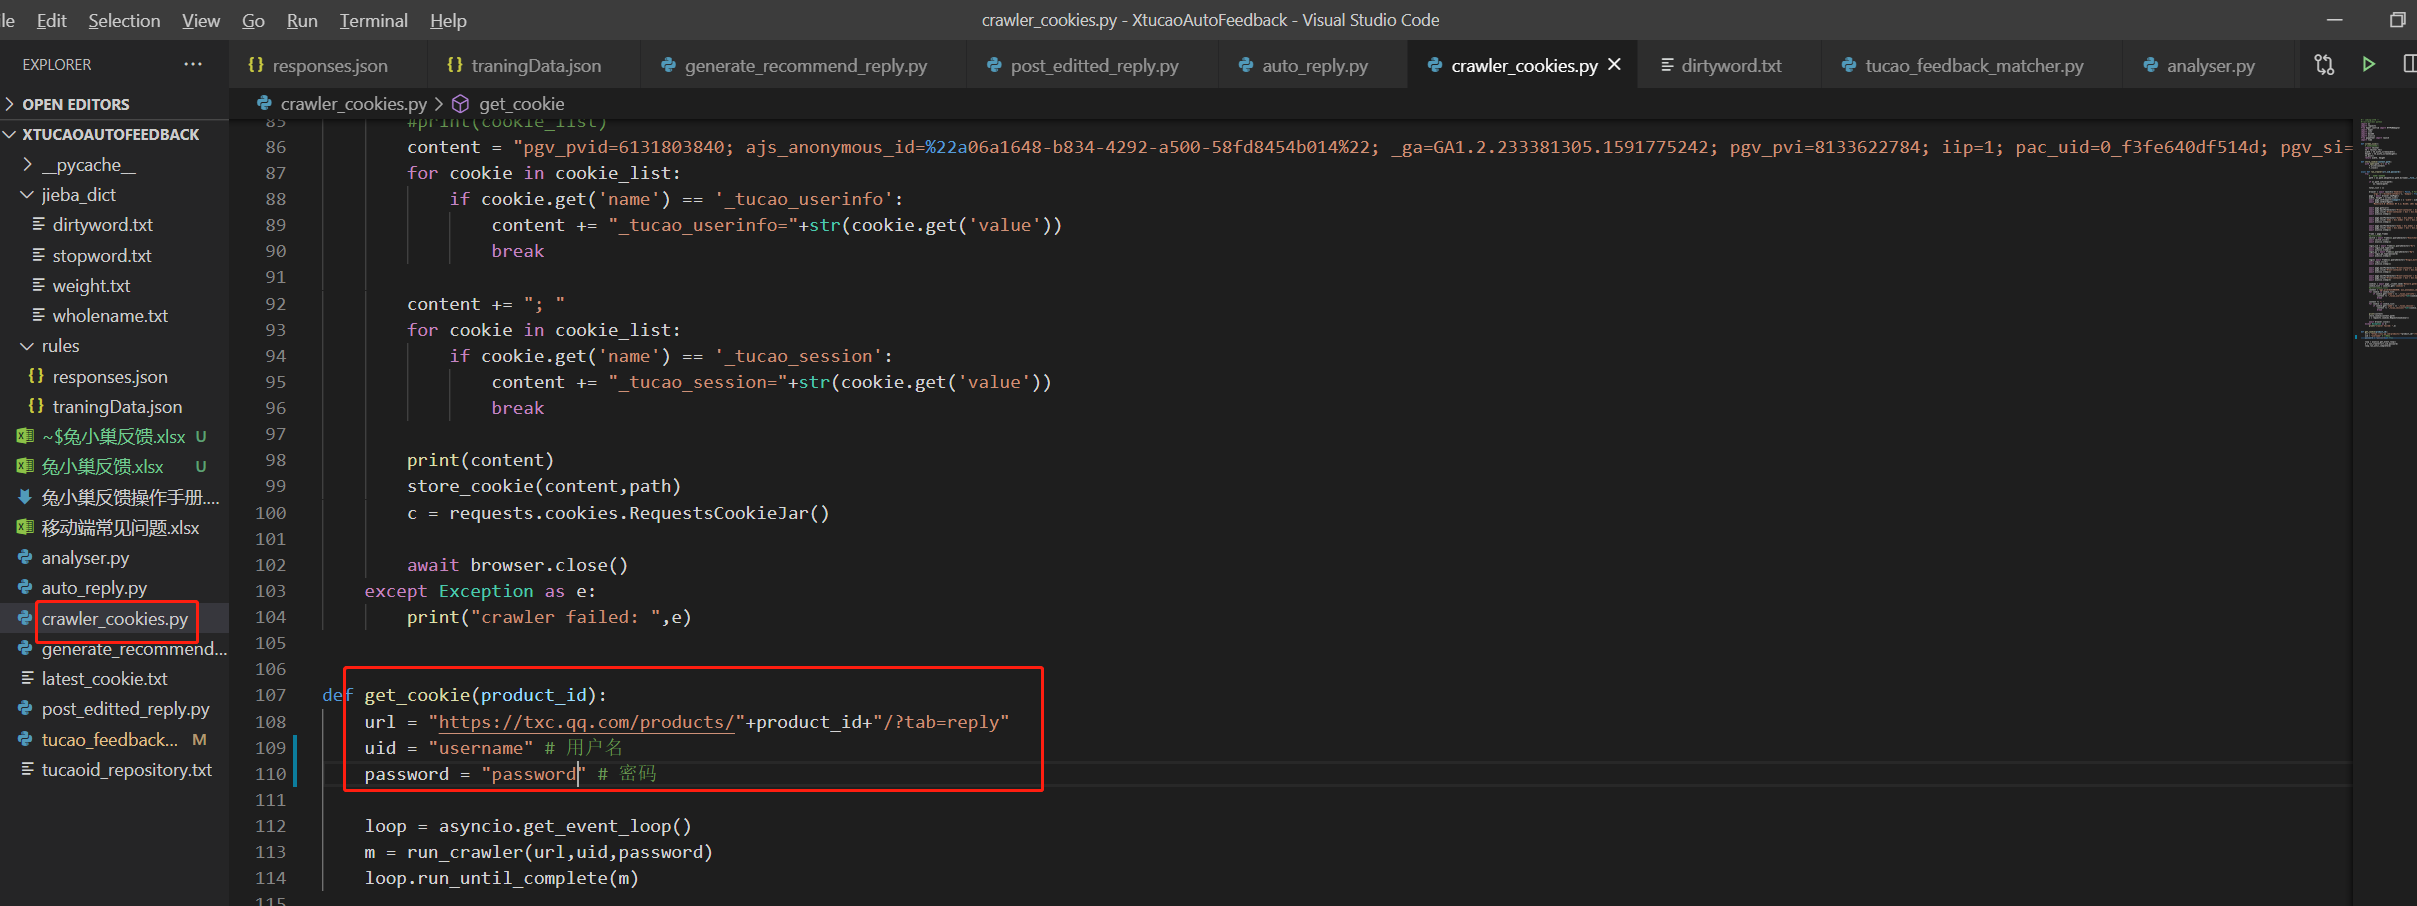 le Edit Selection View Go Run Terminal Help
crawler_cookies.py - XtucaoAutoFeedback - Visual Studio Code
EXPLORER
responses.json
traningData.json
generate_recommend_reply.py
post_editted_reply.py
auto_reply.py
crawler_cookies.py
dirtyword.txt
tucao_feedback_matcher.py
analyser.py
OPEN EDITORS
XTUCAOAUTOFEEDBACK
__pycache__
jieba_dict
dirtyword.txt
stopword.txt
weight.txt
wholename.txt
rules
responses.json
traningData.json
~$兔小巢反馈.xlsx U
兔小巢反馈.xlsx U
兔小巢反馈操作手册....
移动端常见问题.xlsx
analyser.py
auto_reply.py
crawler_cookies.py
generate_recommend...
latest_cookie.txt
post_editted_reply.py
tucao_feedback... M
tucaoid_repository.txt
crawler_cookies.py > get_cookie
85 #print(cookie_list)
86 content = "pgv_pvid=6131803840; ajs_anonymous_id=%22a06a1648-b834-4292-a500-58fd8454b014%22; _ga=GA1.2.233381305.1591775242; pgv_pvi=8133622784; iip=1; pac_uid=0_f3fe640df514d; pgv_si=
87 for cookie in cookie_list:
88 if cookie.get('name') == '_tucao_userinfo':
89 content += "_tucao_userinfo="+str(cookie.get('value'))
90 break
91
92 content += "; "
93 for cookie in cookie_list:
94 if cookie.get('name') == '_tucao_session':
95 content += "_tucao_session="+str(cookie.get('value'))
96 break
97
98 print(content)
99 store_cookie(content,path)
100 c = requests.cookies.RequestsCookieJar()
101
102 await browser.close()
103 except Exception as e:
104 print("crawler failed: ",e)
105
106
107 def get_cookie(product_id):
108 url = "https://txc.qq.com/products/"+product_id+"/?tab=reply"
109 uid = "username" # 用户名
110 password = "password" # 密码
111
112 loop = asyncio.get_event_loop()
113 m = run_crawler(url,uid,password)
114 loop.run_until_complete(m)
115